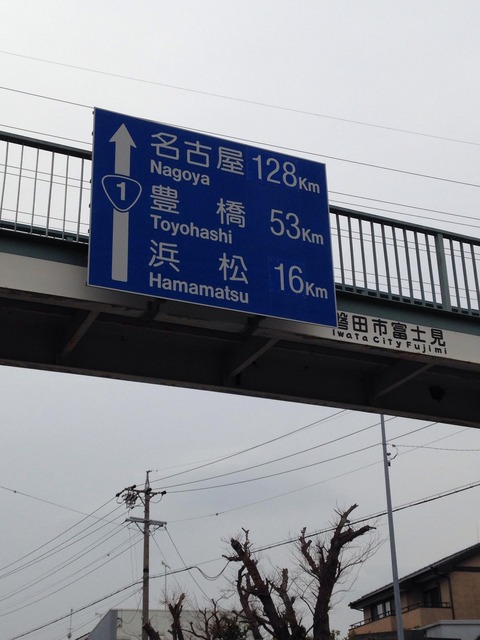 名古屋 128Km
Nagoya
1
豊橋 53Km
Toyohashi
浜松 16Km
Hamamatsu
磐田市富士見
Iwata City Fujimi